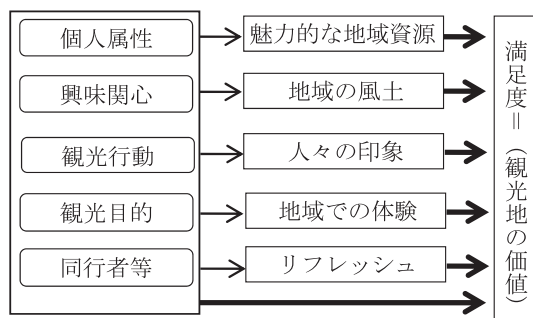 個人属性
興味関心
観光行動
観光目的
同行者等
魅力的な地域資源
地域の風土
人々の印象
地域での体験
リフレッシュ
満足度＝（観光地の価値）